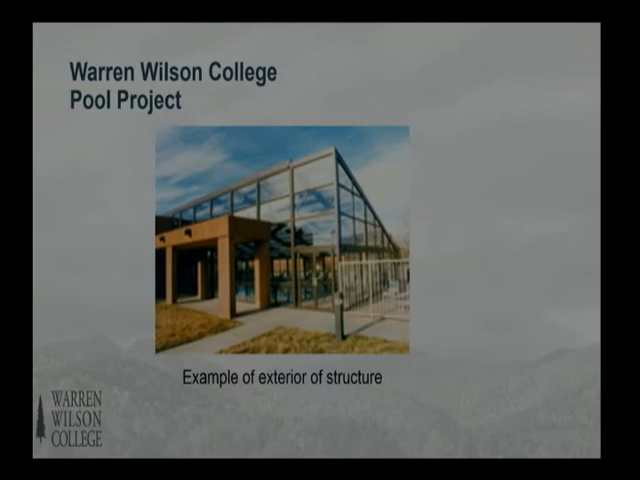 Warren Wilson College
Pool Project
Example of exterior of structure
WARREN
WILSON
COLLEGE